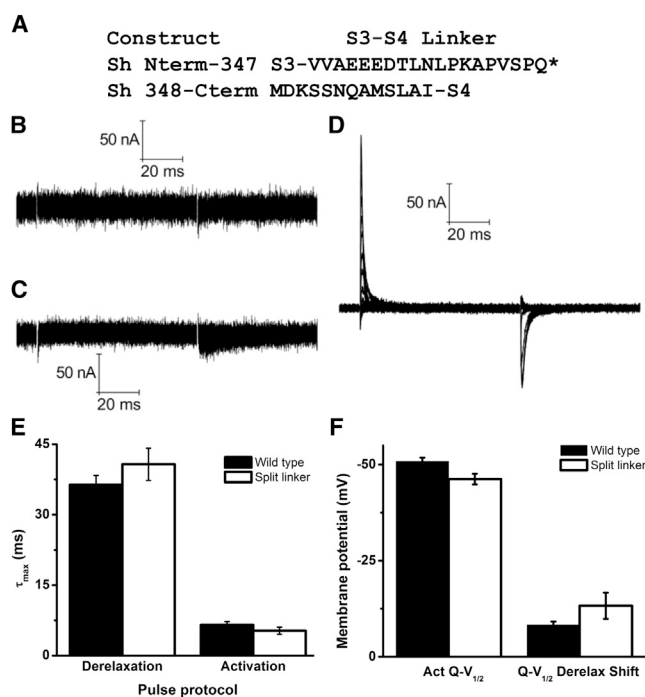 A
Construct S3-S4 Linker
Sh Nterm-347 S3-VVAEEEDTLNLPKAPVSPQ*
Sh 348-Cterm MDKSSNQAMSLAI-S4
B
50 nA
20 ms
D
50 nA
20 ms
C
50 nA
20 ms
E
45
30
15
0
τmax (ms)
Wild type
Split linker
Derelaxation
Activation
Pulse protocol
F
-50
-25
0
Membrane potential (mV)
Wild type
Split linker
Act Q-V1/2
Q-V1/2 Derelax Shift